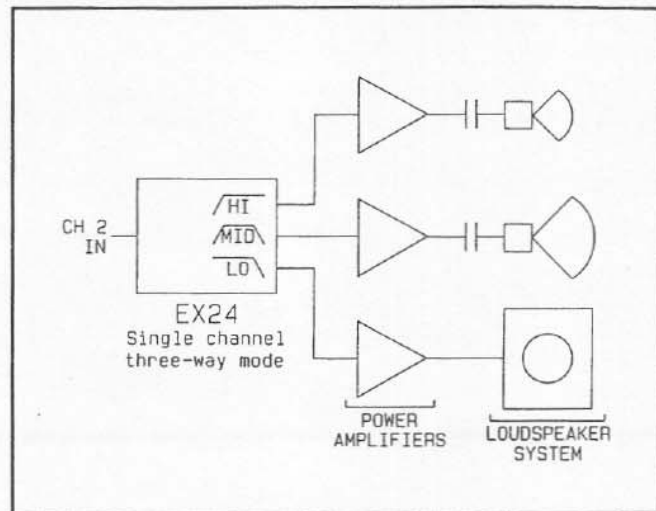 HI
CH 2
IN
MID
LO
EX24
Single channel
three-way mode
POWER
AMPLIFIERS
LOUDSPEAKER
SYSTEM